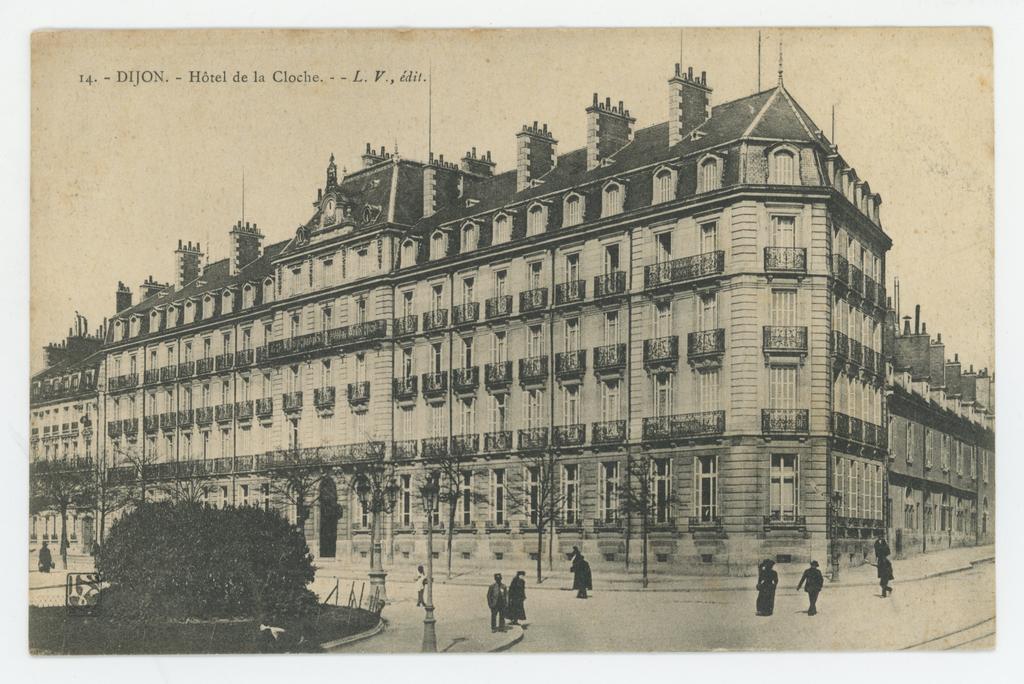 14. - DIJON. - Hôtel de la Cloche. - - L. V., édit.